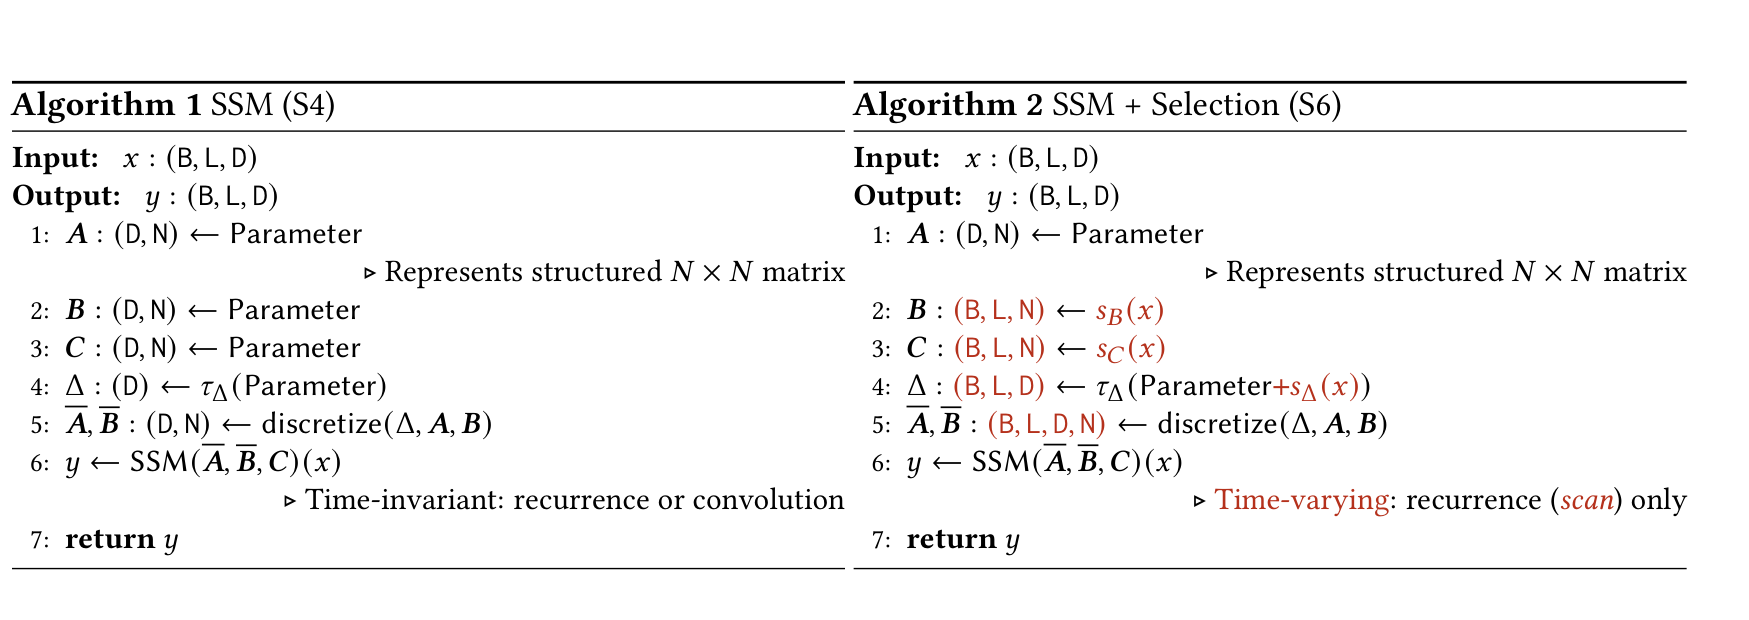 Algorithm 1 SSM (S4)
Input: x : (B, L, D)
Output: y : (B, L, D)
1: A : (D, N) ← Parameter
▷ Represents structured N × N matrix
2: B : (D, N) ← Parameter
3: C : (D, N) ← Parameter
4: Δ : (D) ← τ_Δ(Parameter)
5: A̅, B̅ : (D, N) ← discretize(Δ, A, B)
6: y ← SSM(A̅, B̅, C)(x)
▷ Time-invariant: recurrence or convolution
7: return y
Algorithm 2 SSM + Selection (S6)
Input: x : (B, L, D)
Output: y : (B, L, D)
1: A : (D, N) ← Parameter
▷ Represents structured N × N matrix
2: B : (B, L, N) ← s_B(x)
3: C : (B, L, N) ← s_C(x)
4: Δ : (B, L, D) ← τ_Δ(Parameter+s_Δ(x))
5: A̅, B̅ : (B, L, D, N) ← discretize(Δ, A, B)
6: y ← SSM(A̅, B̅, C)(x)
▷ Time-varying: recurrence (scan) only
7: return y